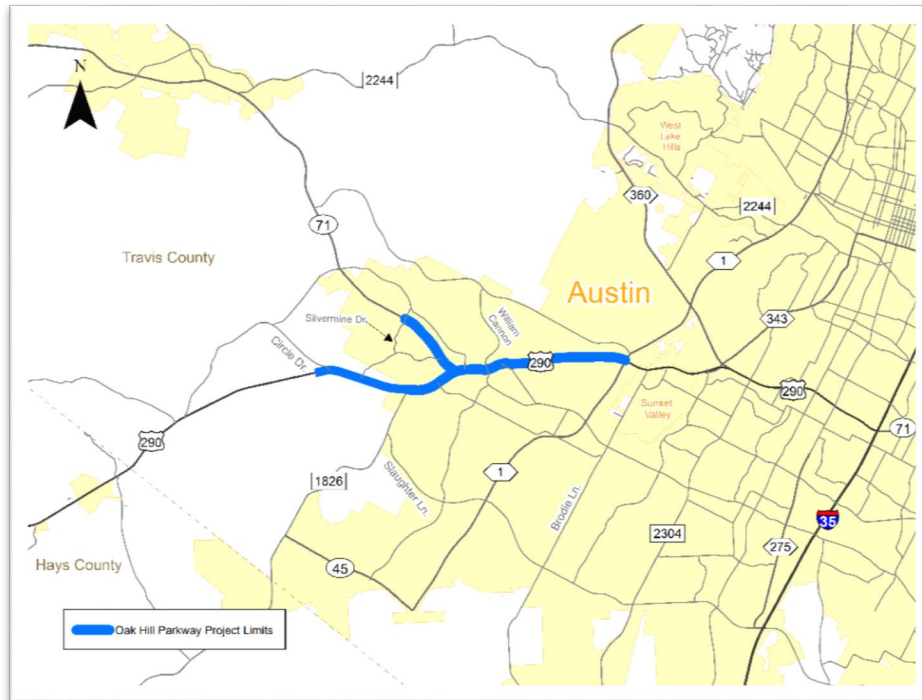 N
2244
West
Lake
Hills
360
2244
71
1
Travis County
Austin
Silvermine Dr.
William
Cannon
343
Circle Dr.
290
290
Sunset
Valley
71
290
1
1826
Slaughter Ln.
Brodie Ln.
35
2304
275
45
Hays County
Oak Hill Parkway Project Limits